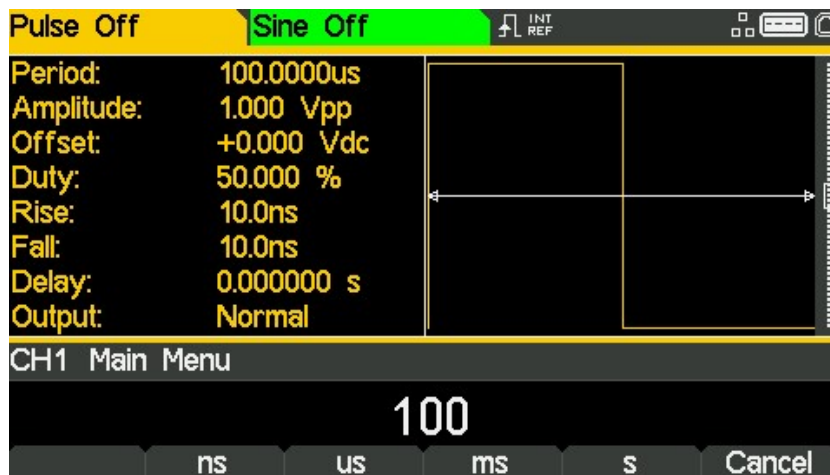 Pulse Off Sine Off INT REF
Period: 100.0000us
Amplitude: 1.000 Vpp
Offset: +0.000 Vdc
Duty: 50.000 %
Rise: 10.0ns
Fall: 10.0ns
Delay: 0.000000 s
Output: Normal
CH1 Main Menu
100
ns us ms s Cancel